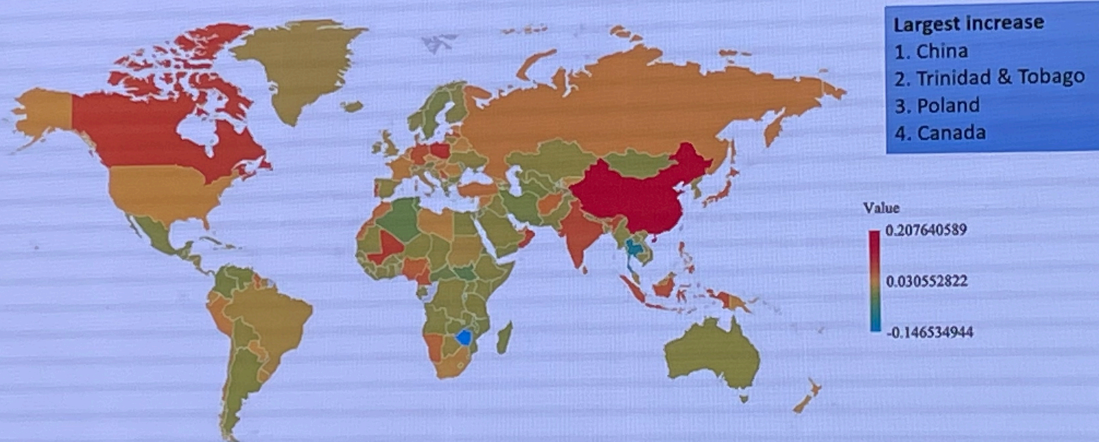 Largest increase
1. China
2. Trinidad & Tobago
3. Poland
4. Canada
Value
0.207640589
0.030552822
-0.146534944